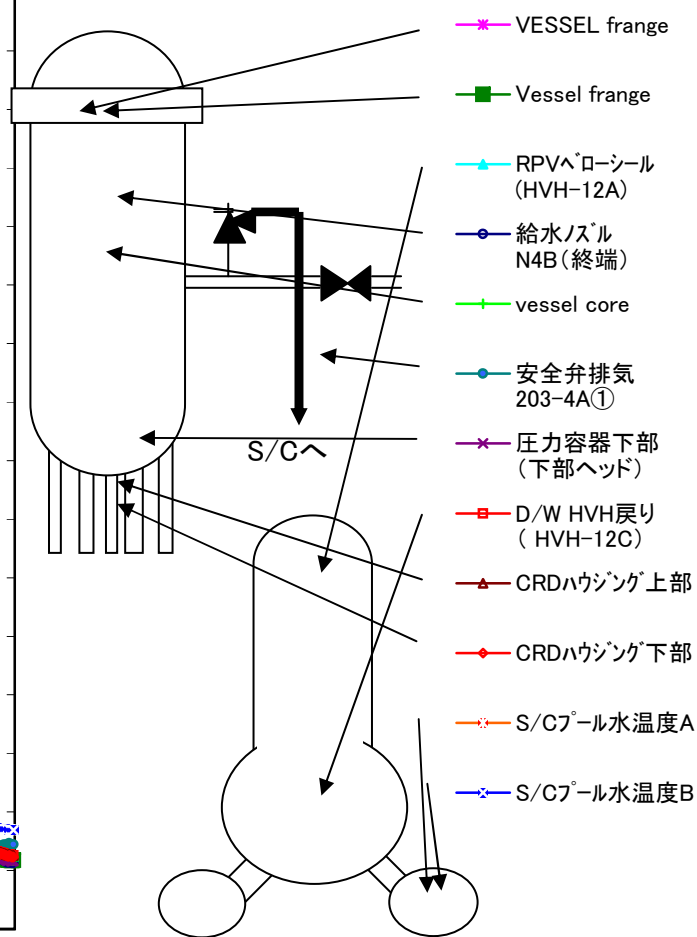 VESSEL frange
Vessel frange
RPVベローシール
(HVH-12A)
給水ノズル
N4B(終端)
vessel core
安全弁排気
203-4A①
圧力容器下部
(下部ヘッド)
D/W HVH戻り
( HVH-12C)
CRDハウジング上部
CRDハウジング下部
S/Cプール水温度A
S/Cプール水温度B
S/Cへ